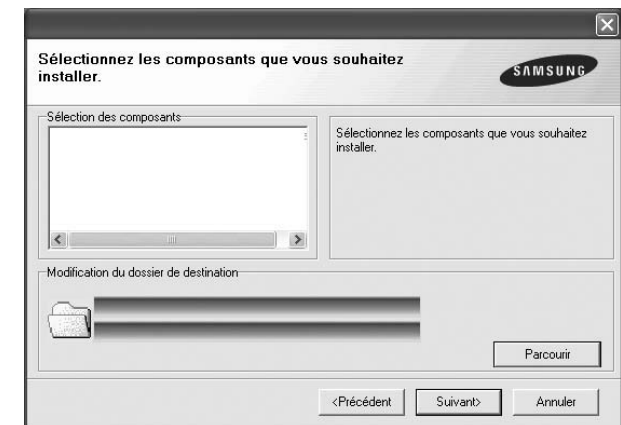 Sélectionnez les composants que vous souhaitez
installer.
SAMSUNG
Sélection des composants
Sélectionnez les composants que vous souhaitez
installer.
Modification du dossier de destination
Parcourir
<Précédent
Suivant>
Annuler